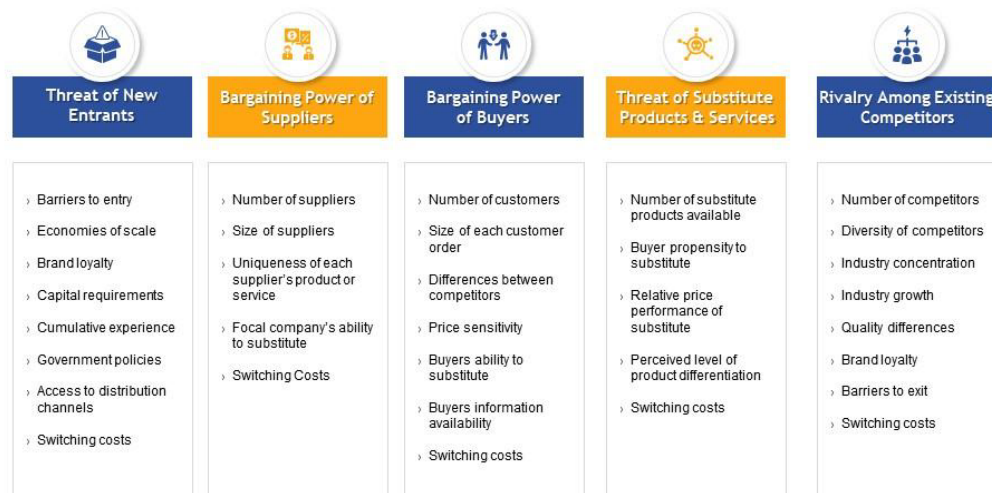 Threat of New
Entrants
› Barriers to entry
› Economies of scale
› Brand loyalty
› Capital requirements
› Cumulative experience
› Government policies
› Access to distribution
channels
› Switching costs
Bargaining Power of
Suppliers
› Number of suppliers
› Size of suppliers
› Uniqueness of each
supplier's product or
service
› Focal company's ability
to substitute
› Switching Costs
Bargaining Power
of Buyers
› Number of customers
› Size of each customer
order
› Differences between
competitors
› Price sensitivity
› Buyers ability to
substitute
› Buyers information
availability
› Switching costs
Threat of Substitute
Products & Services
› Number of substitute
products available
› Buyer propensity to
substitute
› Relative price
performance of
substitute
› Perceived level of
product differentiation
› Switching costs
Rivalry Among Existing
Competitors
› Number of competitors
› Diversity of competitors
› Industry concentration
› Industry growth
› Quality differences
› Brand loyalty
› Barriers to exit
› Switching costs